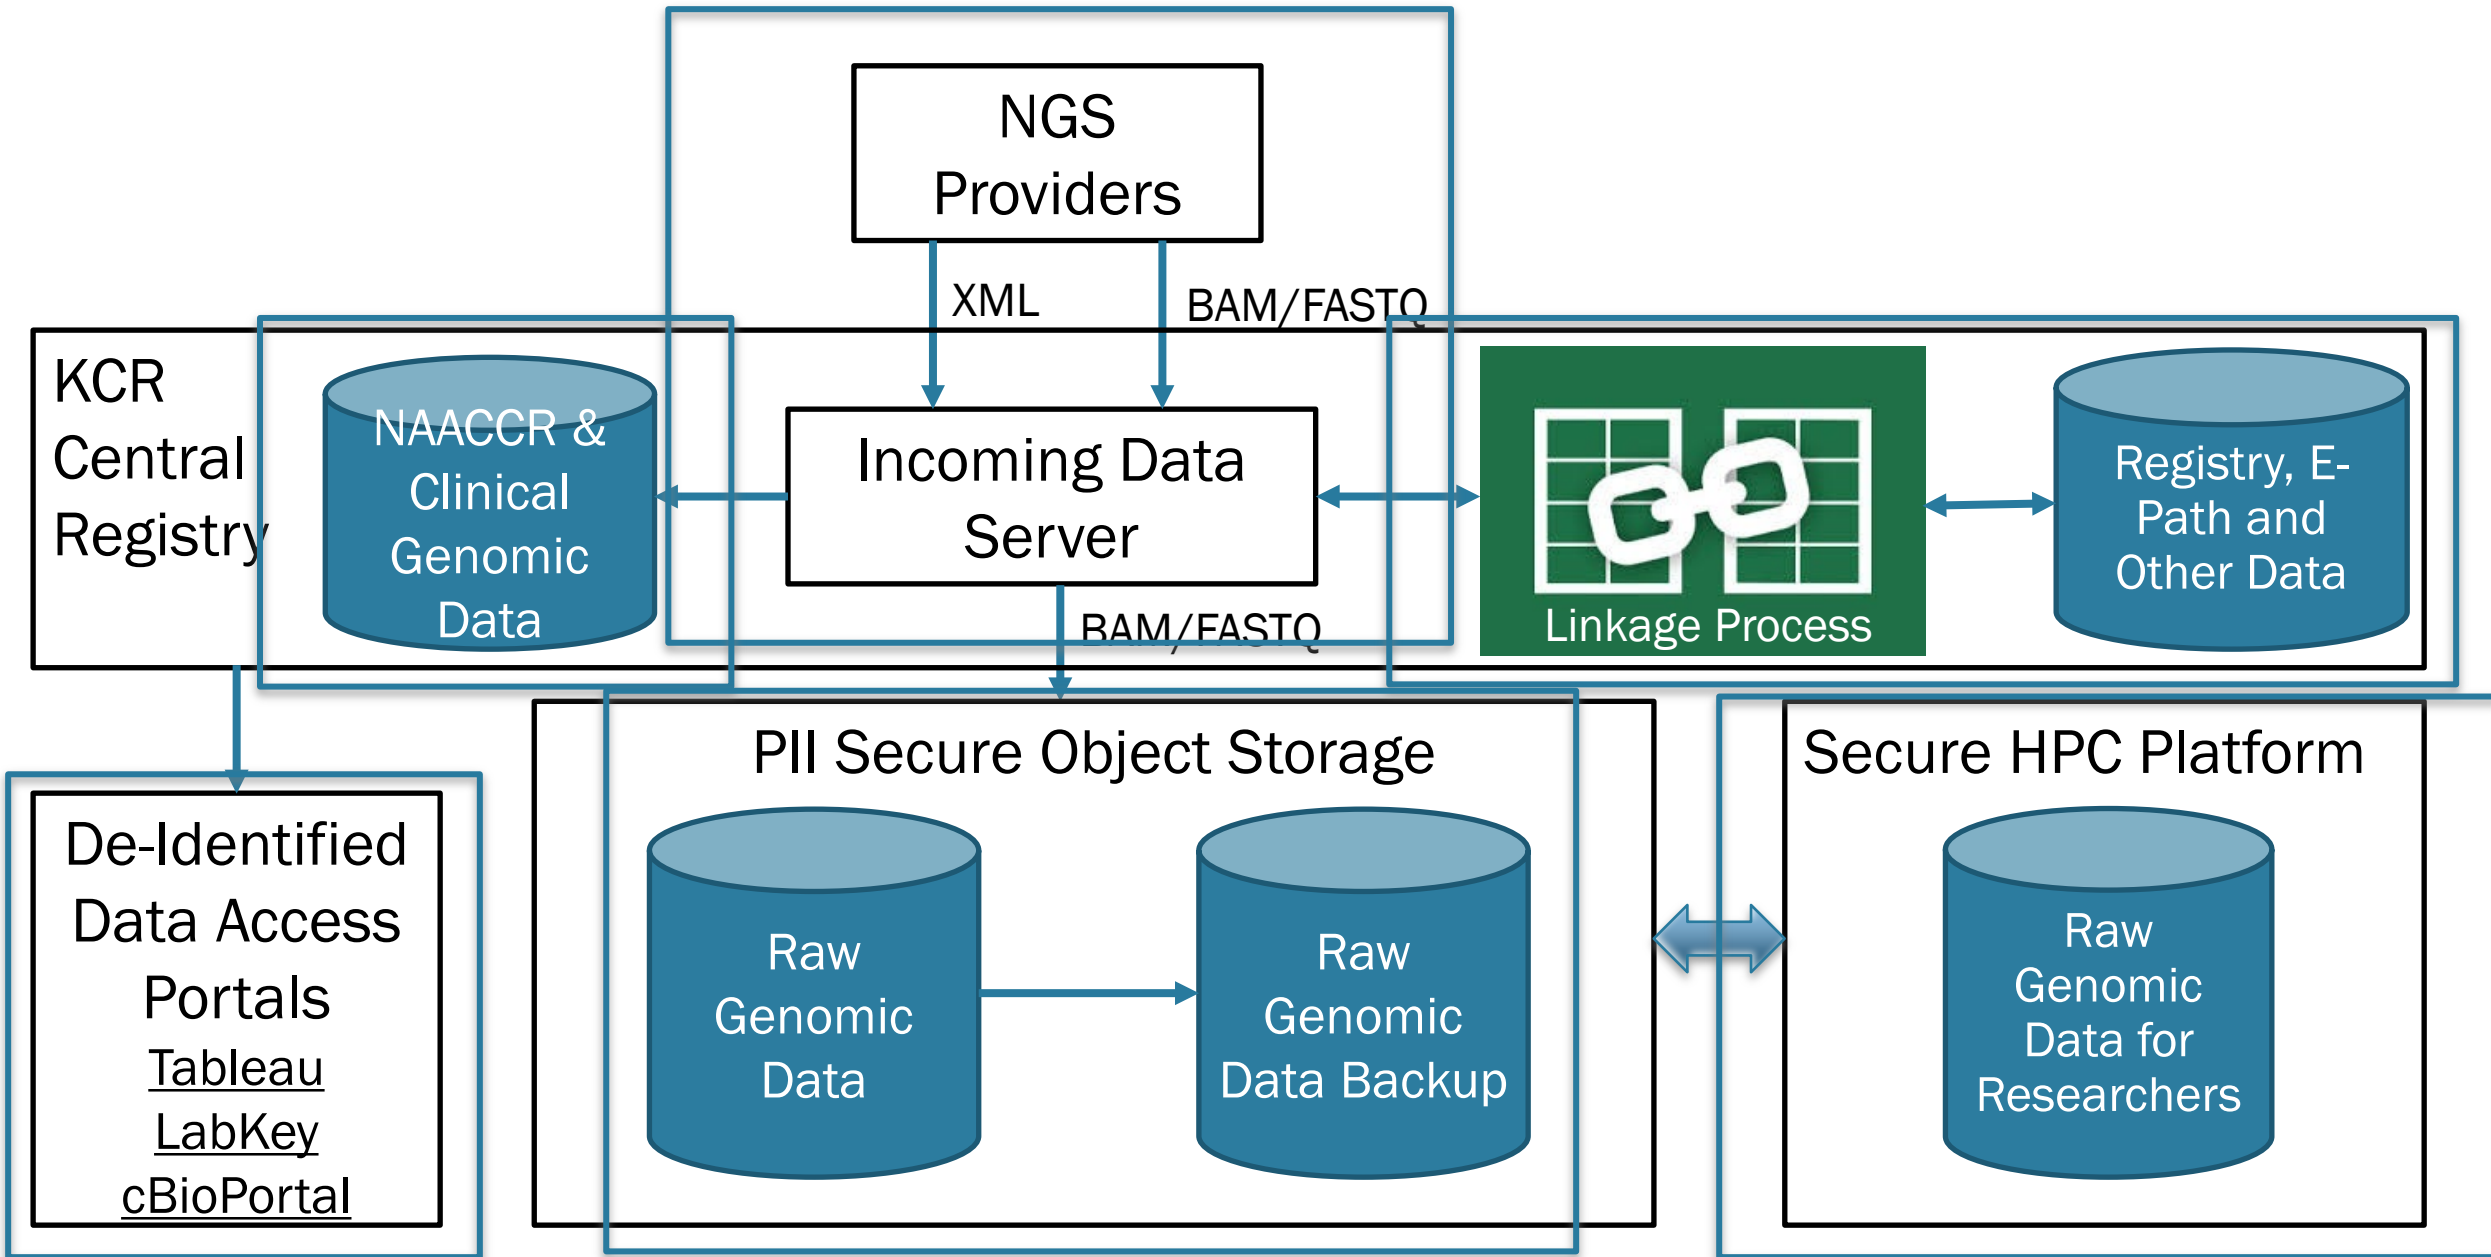 NGS
Providers
XML
BAM/FASTQ
KCR
Central
Registry
NAACCR &
Clinical
Genomic
Data
Incoming Data
Server
Linkage Process
Registry, E-
Path and
Other Data
BAM/FASTQ
De-Identified
Data Access
Portals
Tableau
LabKey
cBioPortal
PII Secure Object Storage
Raw
Genomic
Data
Raw
Genomic
Data Backup
Secure HPC Platform
Raw
Genomic
Data for
Researchers